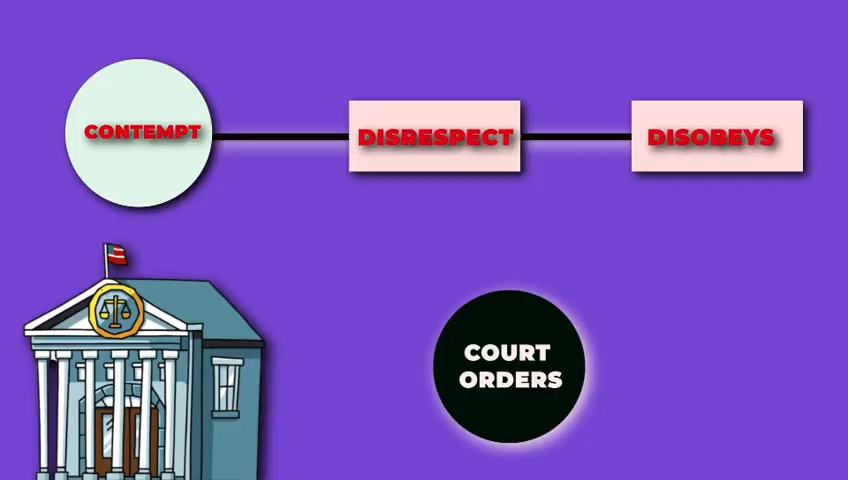 CONTEMPT
DISRESPECT
DISOBEYS
COURT
ORDERS